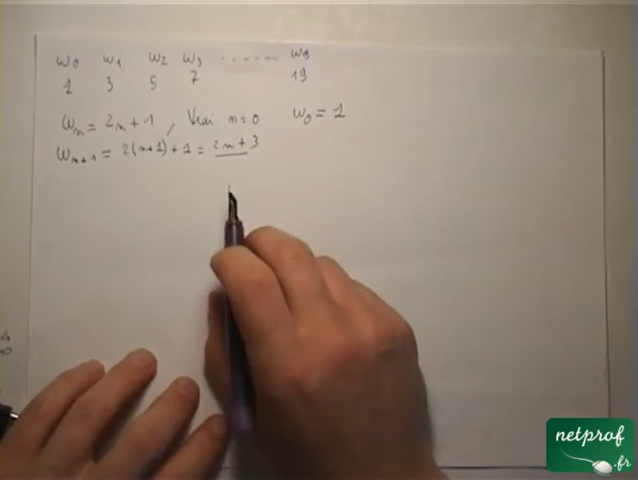 w₀ w₁ w₂ w₃ ...... w₉
1 3 5 7 19
wₙ = 2n + 1 , Vrai n = 0 w₀ = 1
wₙ₊₁ = 2(n+1) + 1 = 2n + 3
netprof
.fr